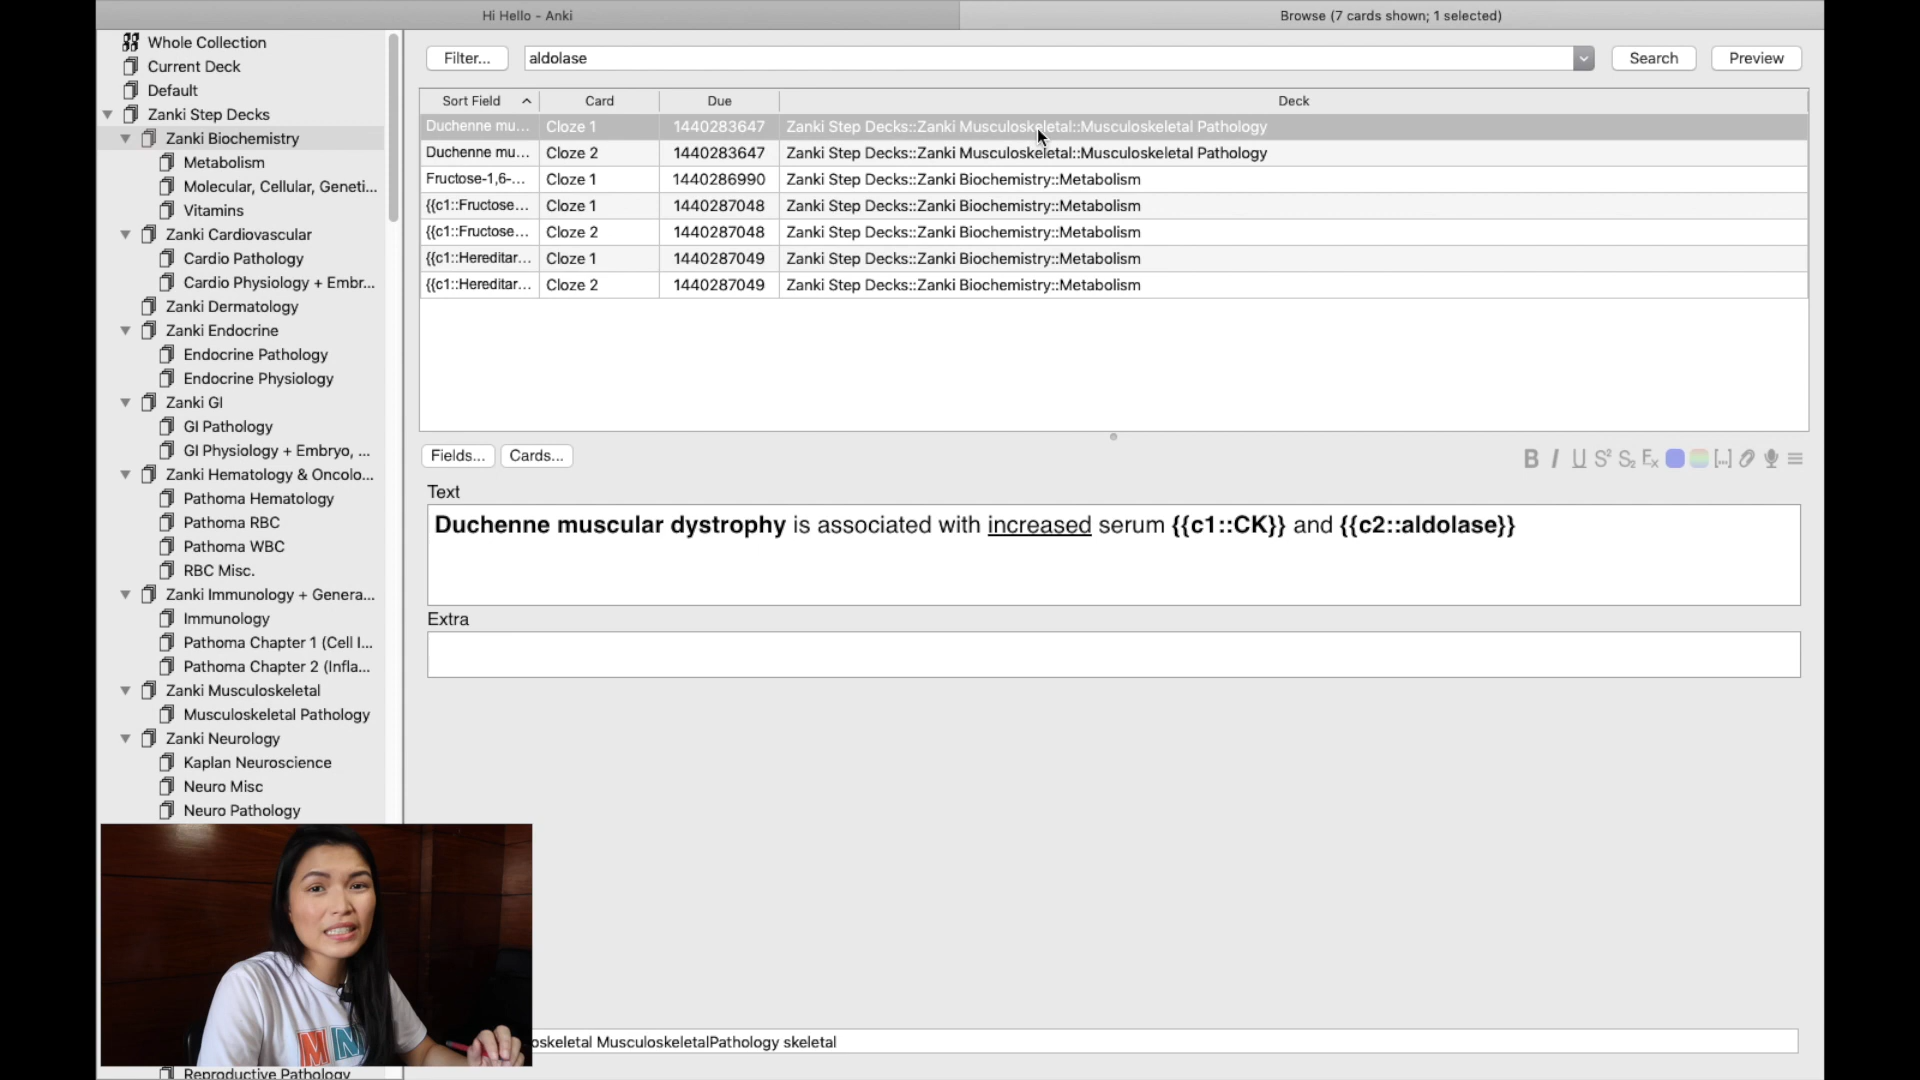 Hi Hello - Anki
Browse (7 cards shown; 1 selected)
Whole Collection
Current Deck
Default
Zanki Step Decks
Zanki Biochemistry
Metabolism
Molecular, Cellular, Geneti...
Vitamins
Zanki Cardiovascular
Cardio Pathology
Cardio Physiology + Embr...
Zanki Dermatology
Zanki Endocrine
Endocrine Pathology
Endocrine Physiology
Zanki GI
GI Pathology
GI Physiology + Embryo, ...
Zanki Hematology & Oncolo...
Pathoma Hematology
Pathoma RBC
Pathoma WBC
RBC Misc.
Zanki Immunology + Genera...
Immunology
Pathoma Chapter 1 (Cell I...
Pathoma Chapter 2 (Infla...
Zanki Musculoskeletal
Musculoskeletal Pathology
Zanki Neurology
Kaplan Neuroscience
Neuro Misc
Neuro Pathology
Reproductive Pathology
Filter... aldolase Search Preview
Sort Field Card Due Deck
Duchenne mu... Cloze 1 1440283647 Zanki Step Decks::Zanki Musculoskeletal::Musculoskeletal Pathology
Duchenne mu... Cloze 2 1440283647 Zanki Step Decks::Zanki Musculoskeletal::Musculoskeletal Pathology
Fructose-1,6-... Cloze 1 1440286990 Zanki Step Decks::Zanki Biochemistry::Metabolism
{{c1::Fructose... Cloze 1 1440287048 Zanki Step Decks::Zanki Biochemistry::Metabolism
{{c1::Fructose... Cloze 2 1440287048 Zanki Step Decks::Zanki Biochemistry::Metabolism
{{c1::Hereditar... Cloze 1 1440287049 Zanki Step Decks::Zanki Biochemistry::Metabolism
{{c1::Hereditar... Cloze 2 1440287049 Zanki Step Decks::Zanki Biochemistry::Metabolism
Fields... Cards... B I U S² S₂ Eₓ [...]
Text
Duchenne muscular dystrophy is associated with increased serum {{c1::CK}} and {{c2::aldolase}}
Extra
oskeletal MusculoskeletalPathology skeletal